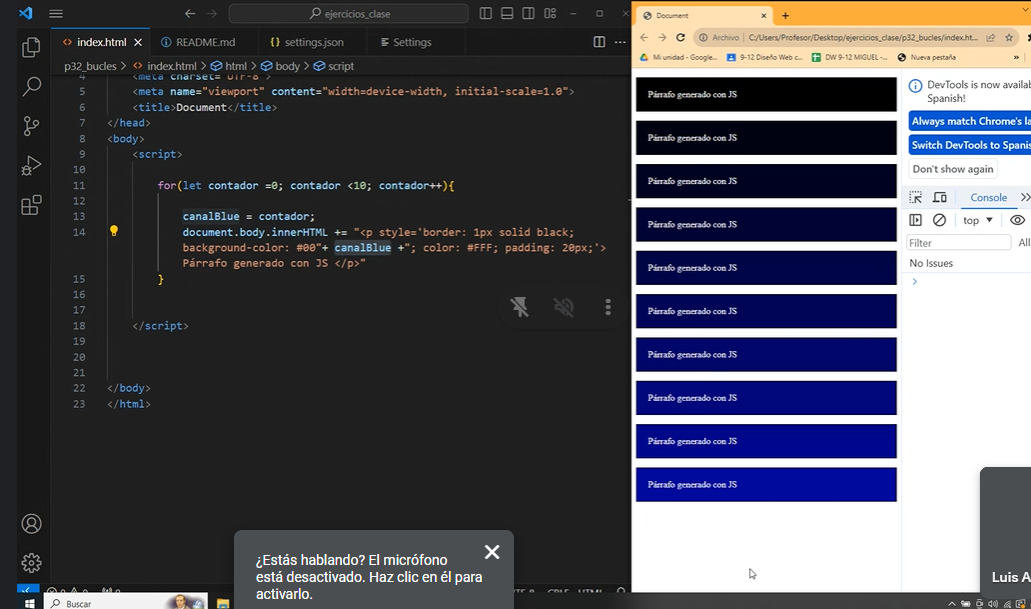 ejercicios_clase
index.html
README.md
settings.json
Settings
p32_bucles > index.html > html > body > script
4 <meta charset="UTF-8">
5 <meta name="viewport" content="width=device-width, initial-scale=1.0">
6 <title>Document</title>
7 </head>
8 <body>
9 <script>
10
11 for(let contador =0; contador <10; contador++){
12
13 canalBlue = contador;
14 document.body.innerHTML += "<p style='border: 1px solid black;
background-color: #00"+ canalBlue +"; color: #FFF; padding: 20px;'>
Párrafo generado con JS </p>"
15 }
16
17
18 </script>
19
20
21
22 </body>
23 </html>
¿Estás hablando? El micrófono
está desactivado. Haz clic en él para
activarlo.
Buscar
Document
Archivo C:/Users/Profesor/Desktop/ejercicios_clase/p32_bucles/index.ht...
Mi unidad - Google... 9-12 Diseño Web c... DW 9-12 MIGUEL -... Nueva pestaña »
Párrafo generado con JS
Párrafo generado con JS
Párrafo generado con JS
Párrafo generado con JS
Párrafo generado con JS
Párrafo generado con JS
Párrafo generado con JS
Párrafo generado con JS
Párrafo generado con JS
Párrafo generado con JS
DevTools is now availa
Spanish!
Always match Chrome's la
Switch DevTools to Spanis
Don't show again
Console
top
Filter
All
No Issues
Luis A